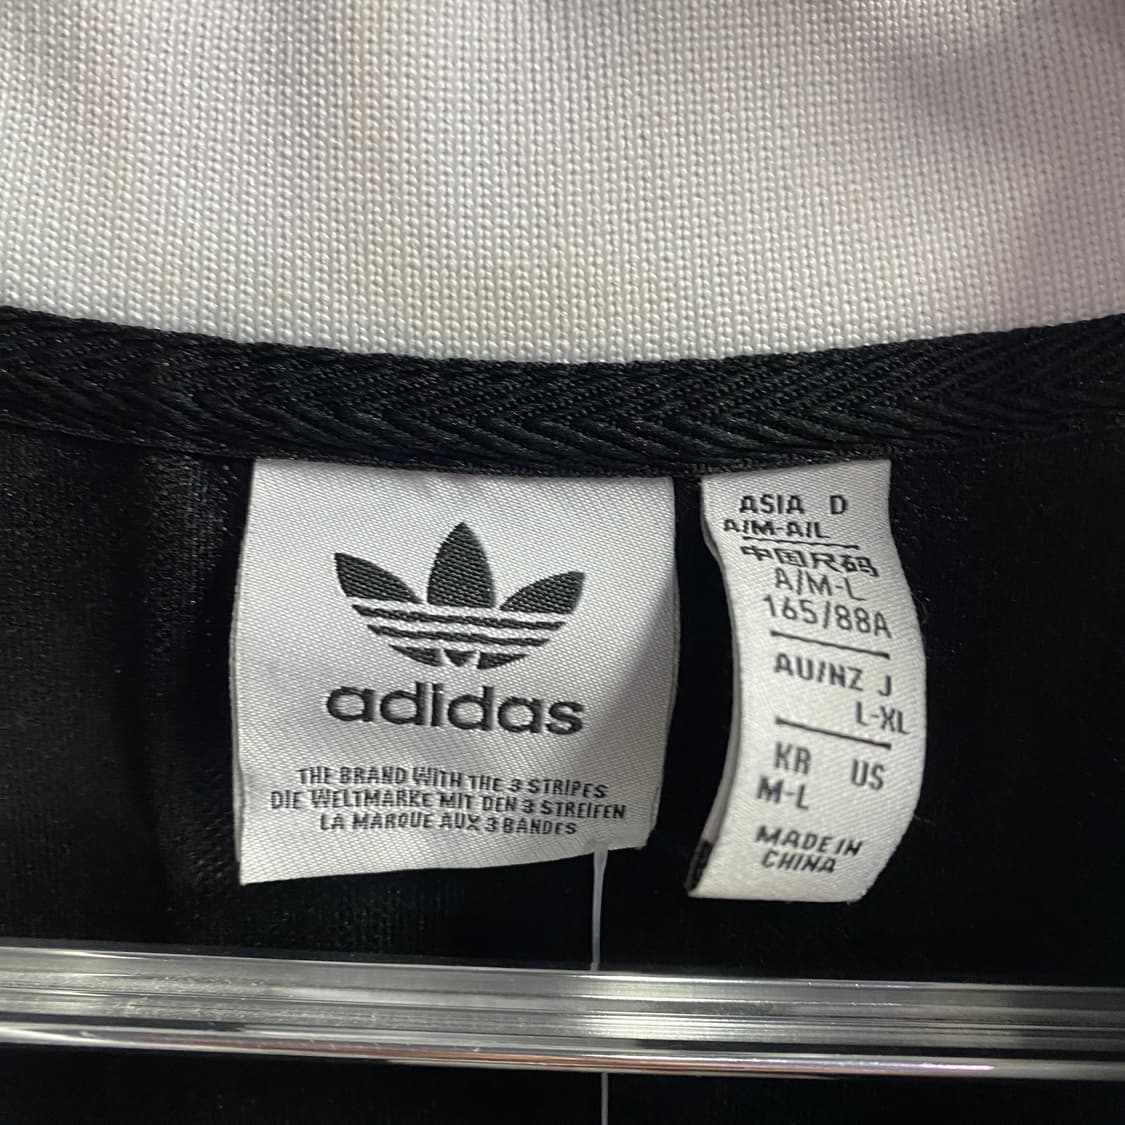 adidas
THE BRAND WITH THE 3 STRIPES
DIE WELTMARKE MIT DEN 3 STREIFEN
LA MARQUE AUX 3 BANDES
ASIA D
A/M-A/L
中国尺码
A/M-L
165/88A
AU/NZ J
L-XL
KR US
M-L
MADE IN
CHINA